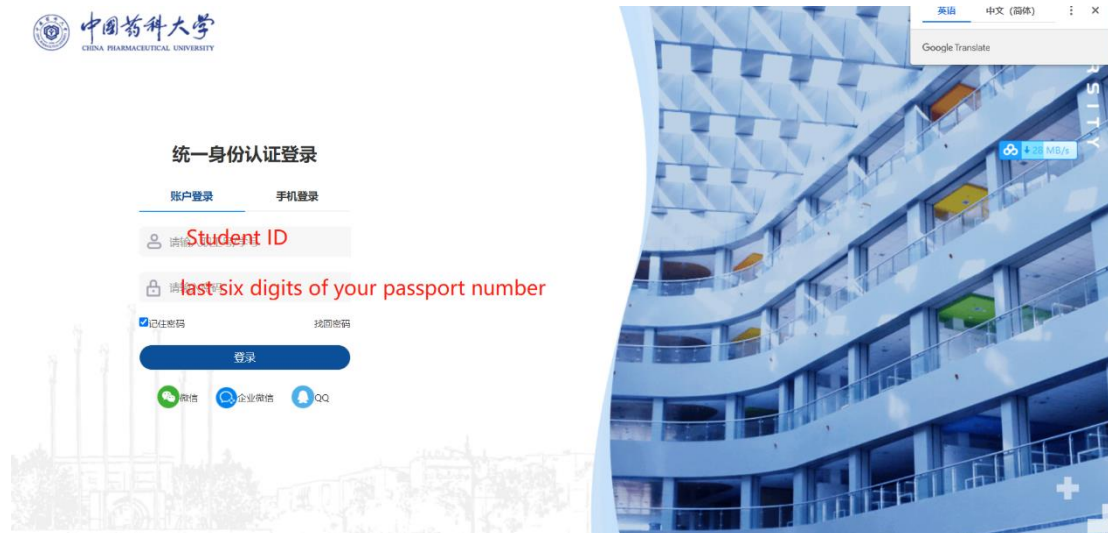 中国药科大学
CHINA PHARMACEUTICAL UNIVERSITY
英语 中文 (简体)
Google Translate
RSITY
28 MB/s
统一身份认证登录
账户登录 手机登录
Student ID
last six digits of your passport number
记住密码 找回密码
登录
微信 企业微信 QQ